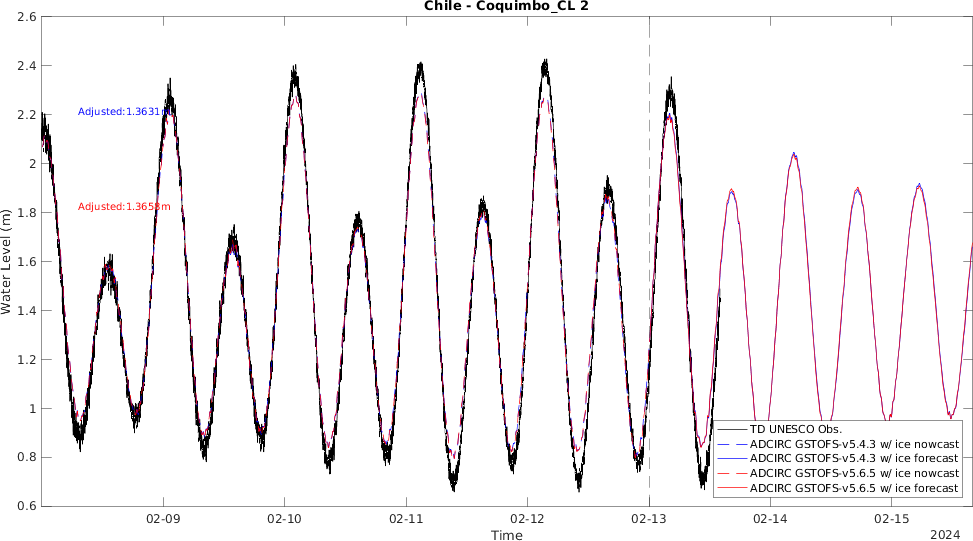 Chile - Coquimbo_CL 2
2.6
2.4
2.2
2
1.8
1.6
1.4
1.2
1
0.8
0.6
Water Level (m)
Adjusted:1.3631m
Adjusted:1.3658m
TD UNESCO Obs.
ADCIRC GSTOFS-v5.4.3 w/ ice nowcast
ADCIRC GSTOFS-v5.4.3 w/ ice forecast
ADCIRC GSTOFS-v5.6.5 w/ ice nowcast
ADCIRC GSTOFS-v5.6.5 w/ ice forecast
02-09 02-10 02-11 02-12 02-13 02-14 02-15
Time
2024